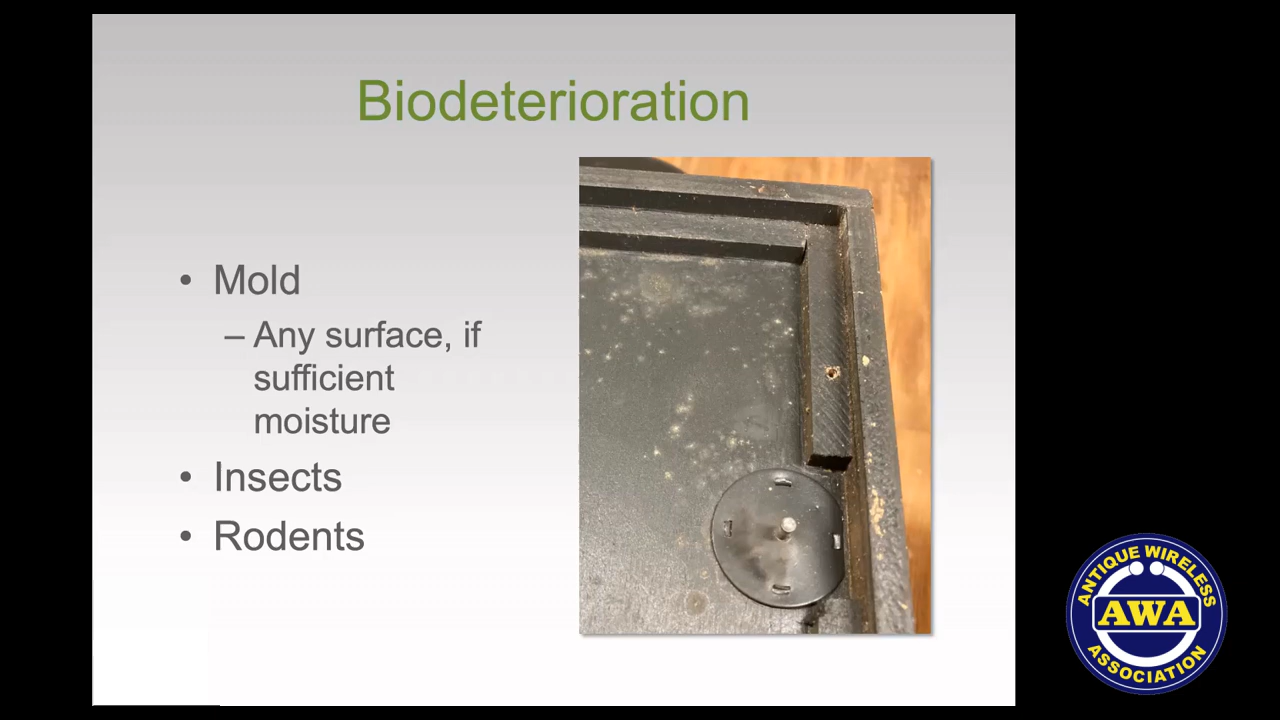 Biodeterioration
• Mold
– Any surface, if
sufficient
moisture
• Insects
• Rodents
ANTIQUE WIRELESS
AWA
ASSOCIATION